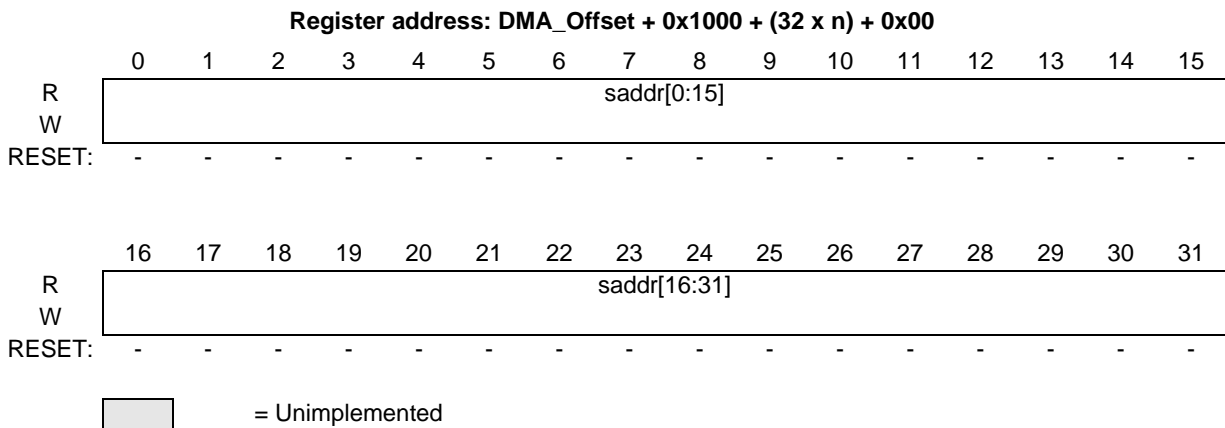 Register address: DMA_Offset + 0x1000 + (32 x n) + 0x00
0 1 2 3 4 5 6 7 8 9 10 11 12 13 14 15
R saddr[0:15]
W
RESET: - - - - - - - - - - - - - - - -
16 17 18 19 20 21 22 23 24 25 26 27 28 29 30 31
R saddr[16:31]
W
RESET: - - - - - - - - - - - - - - - -
= Unimplemented